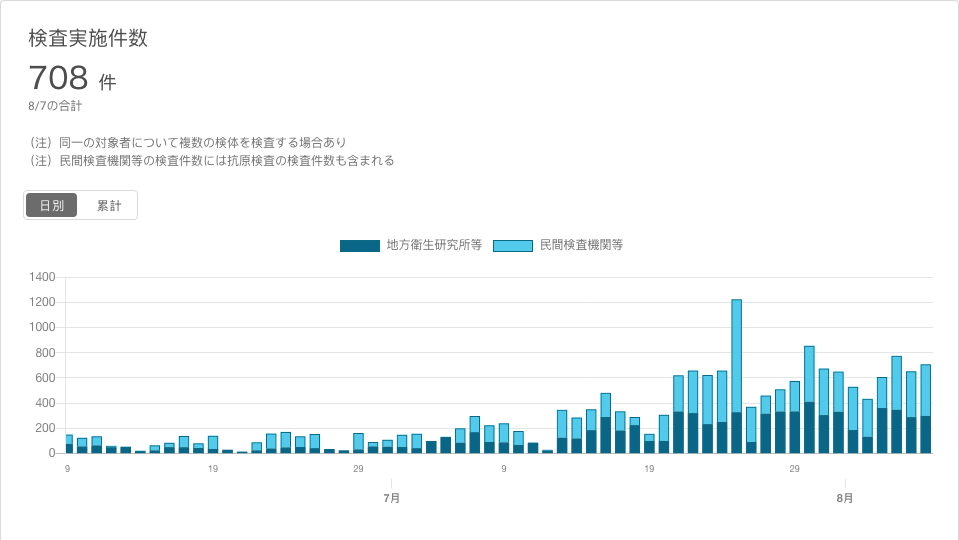 検査実施件数
708 件
8/7の合計
（注）同一の対象者について複数の検体を検査する場合あり
（注）民間検査機関等の検査件数には抗原検査の検査件数も含まれる
日別 累計
地方衛生研究所等 民間検査機関等
1400
1200
1000
800
600
400
200
0
9 19 29 9 19 29
7月 8月